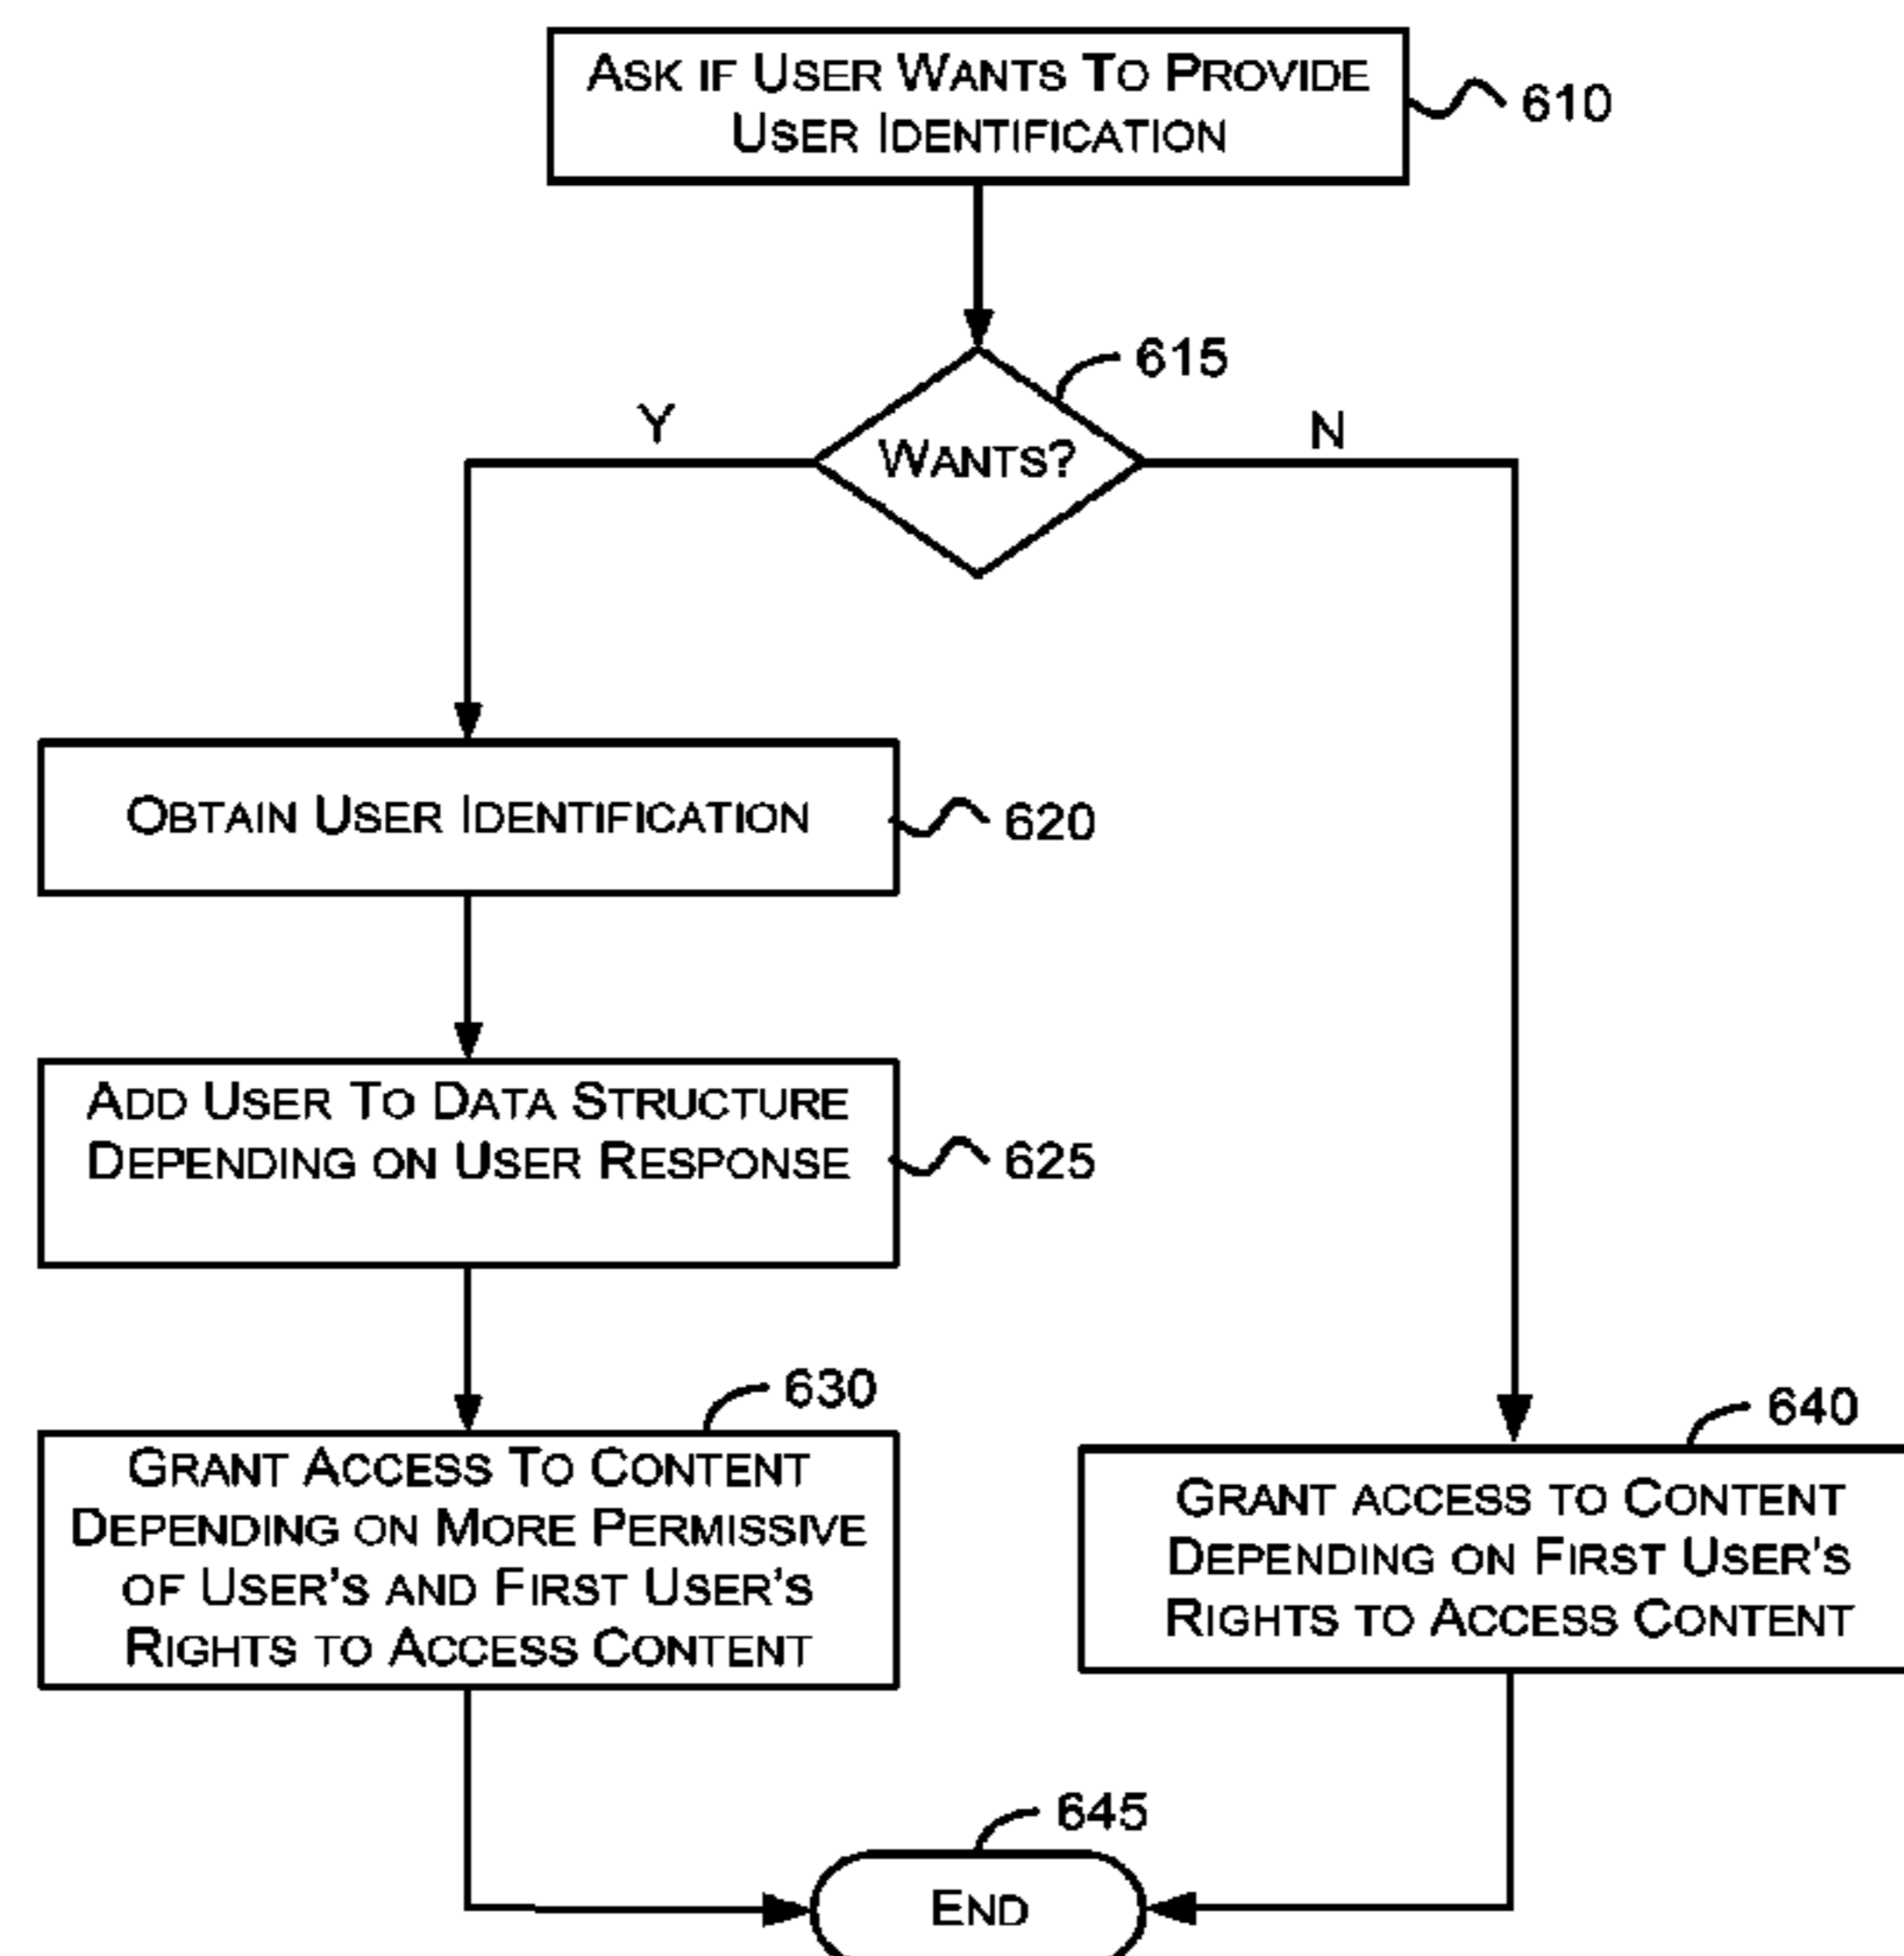 Ask if User Wants To Provide
User Identification
610
615
Wants?
Y
N
Obtain User Identification
620
Add User To Data Structure
Depending on User Response
625
630
Grant Access To Content
Depending on More Permissive
of User's and First User's
Rights to Access Content
640
Grant access to Content
Depending on First User's
Rights to Access Content
645
End